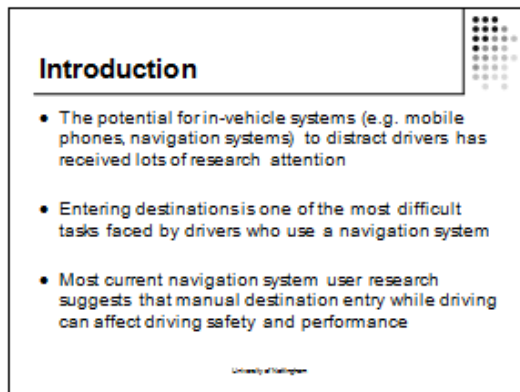 Introduction
● The potential for in-vehicle systems (e.g. mobile
phones, navigation systems) to distract drivers has
received lots of research attention
● Entering destinations is one of the most difficult
tasks faced by drivers who use a navigation system
● Most current navigation system user research
suggests that manual destination entry while driving
can affect driving safety and performance
University of Nottingham